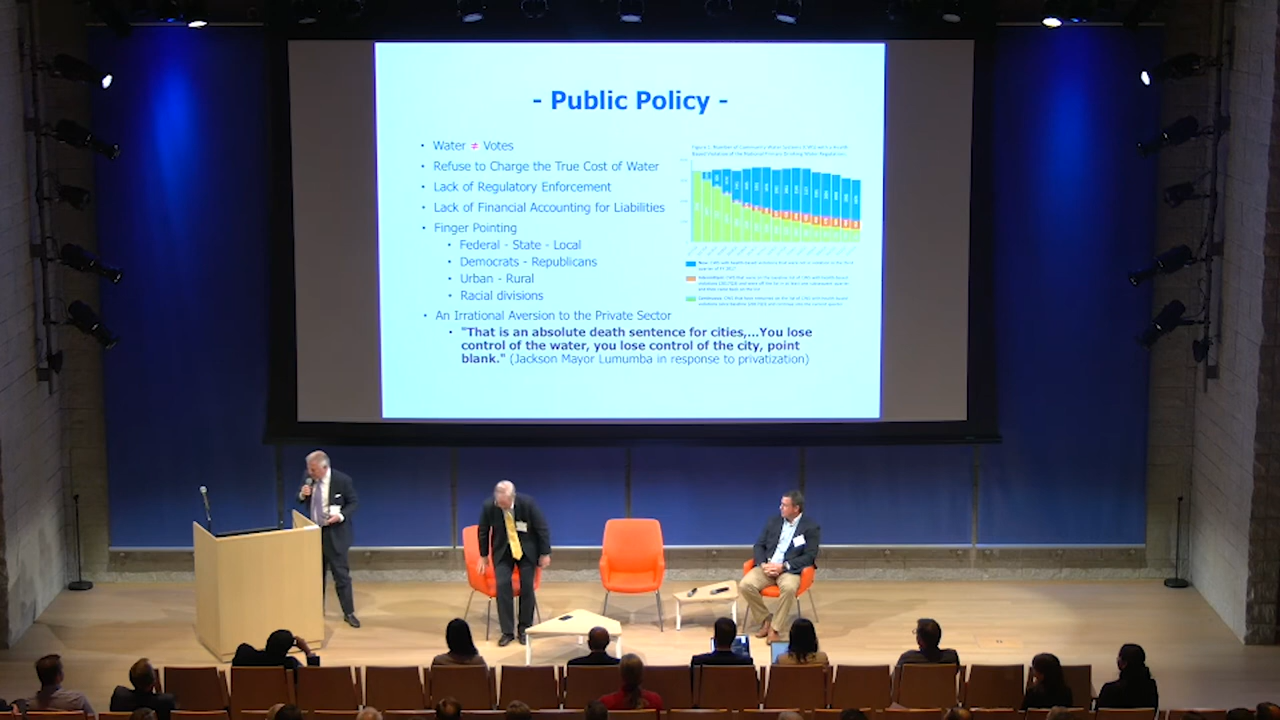 - Public Policy -
• Water ≠ Votes
• Refuse to Charge the True Cost of Water
• Lack of Regulatory Enforcement
• Lack of Financial Accounting for Liabilities
• Finger Pointing
• Federal - State - Local
• Democrats - Republicans
• Urban - Rural
• Racial divisions
• An Irrational Aversion to the Private Sector
• "That is an absolute death sentence for cities,...You lose
control of the water, you lose control of the city, point
blank." (Jackson Mayor Lumumba in response to privatization)